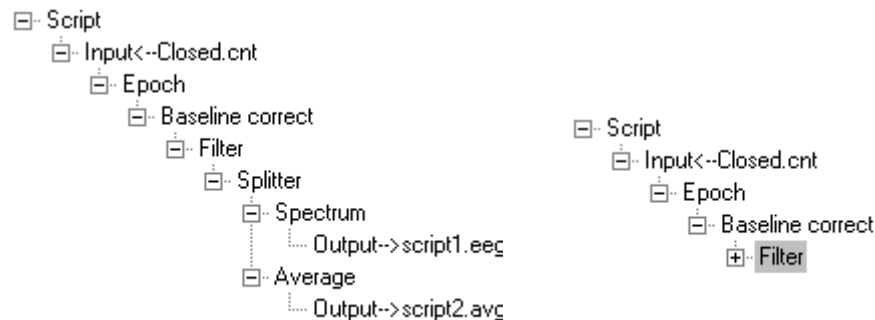 Script
Input<--Closed.cnt
Epoch
Baseline correct
Filter
Splitter
Spectrum
Output-->script1.eeg
Average
Output-->script2.avg
Script
Input<--Closed.cnt
Epoch
Baseline correct
Filter